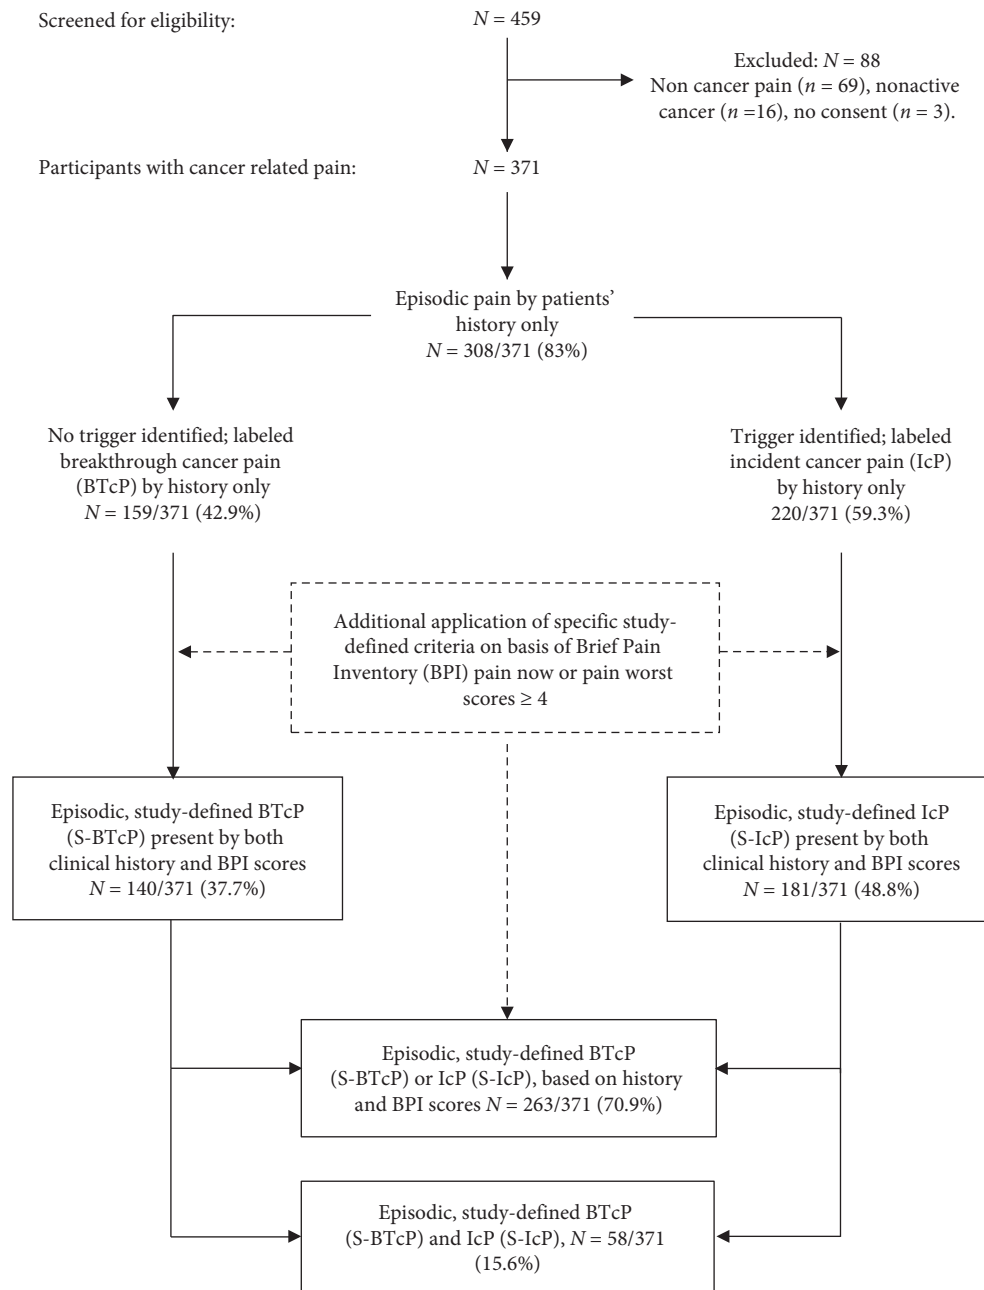 Screened for eligibility:
N = 459
Excluded: N = 88
Non cancer pain (n = 69), nonactive
cancer (n =16), no consent (n = 3).
Participants with cancer related pain:
N = 371
Episodic pain by patients’
history only
N = 308/371 (83%)
No trigger identified; labeled
breakthrough cancer pain
(BTcP) by history only
N = 159/371 (42.9%)
Trigger identified; labeled
incident cancer pain (IcP)
by history only
220/371 (59.3%)
Additional application of specific study-
defined criteria on basis of Brief Pain
Inventory (BPI) pain now or pain worst
scores ≥ 4
Episodic, study-defined BTcP
(S-BTcP) present by both
clinical history and BPI scores
N = 140/371 (37.7%)
Episodic, study-defined IcP
(S-IcP) present by both
clinical history and BPI scores
N = 181/371 (48.8%)
Episodic, study-defined BTcP
(S-BTcP) or IcP (S-IcP), based on history
and BPI scores N = 263/371 (70.9%)
Episodic, study-defined BTcP
(S-BTcP) and IcP (S-IcP), N = 58/371
(15.6%)